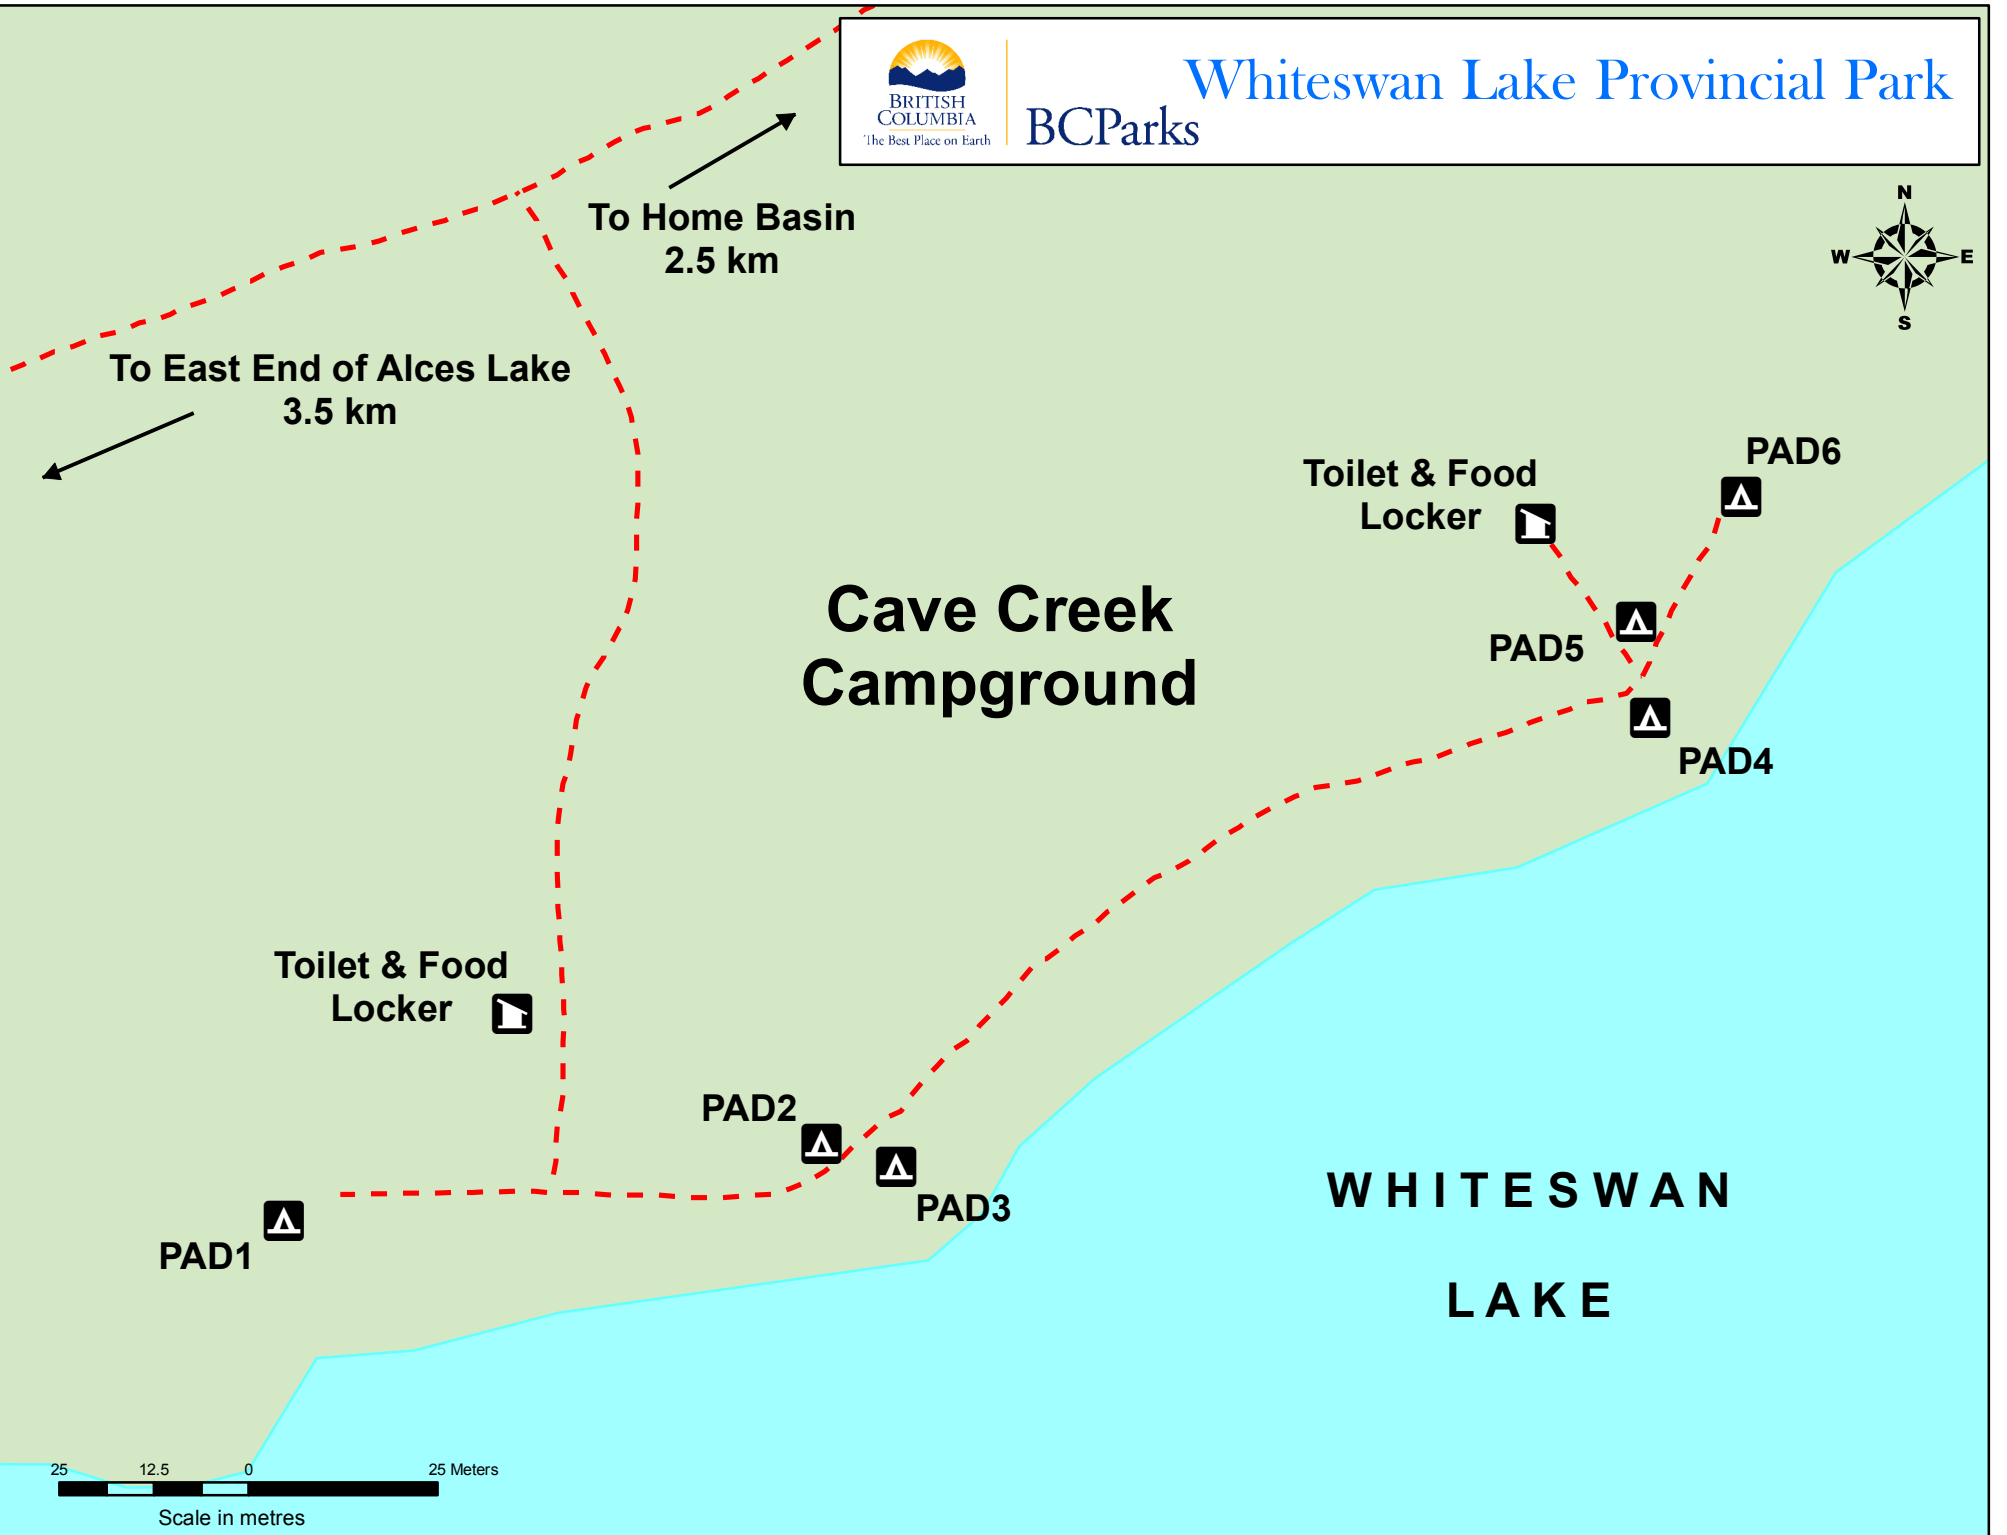 BRITISH
COLUMBIA
The Best Place on Earth
BCParks
Whiteswan Lake Provincial Park
N
W
E
S
To Home Basin
2.5 km
To East End of Alces Lake
3.5 km
PAD6
Toilet & Food
Locker
Cave Creek
Campground
PAD5
PAD4
Toilet & Food
Locker
PAD2
PAD3
PAD1
WHITESWAN
LAKE
25 12.5 0 25 Meters
Scale in metres